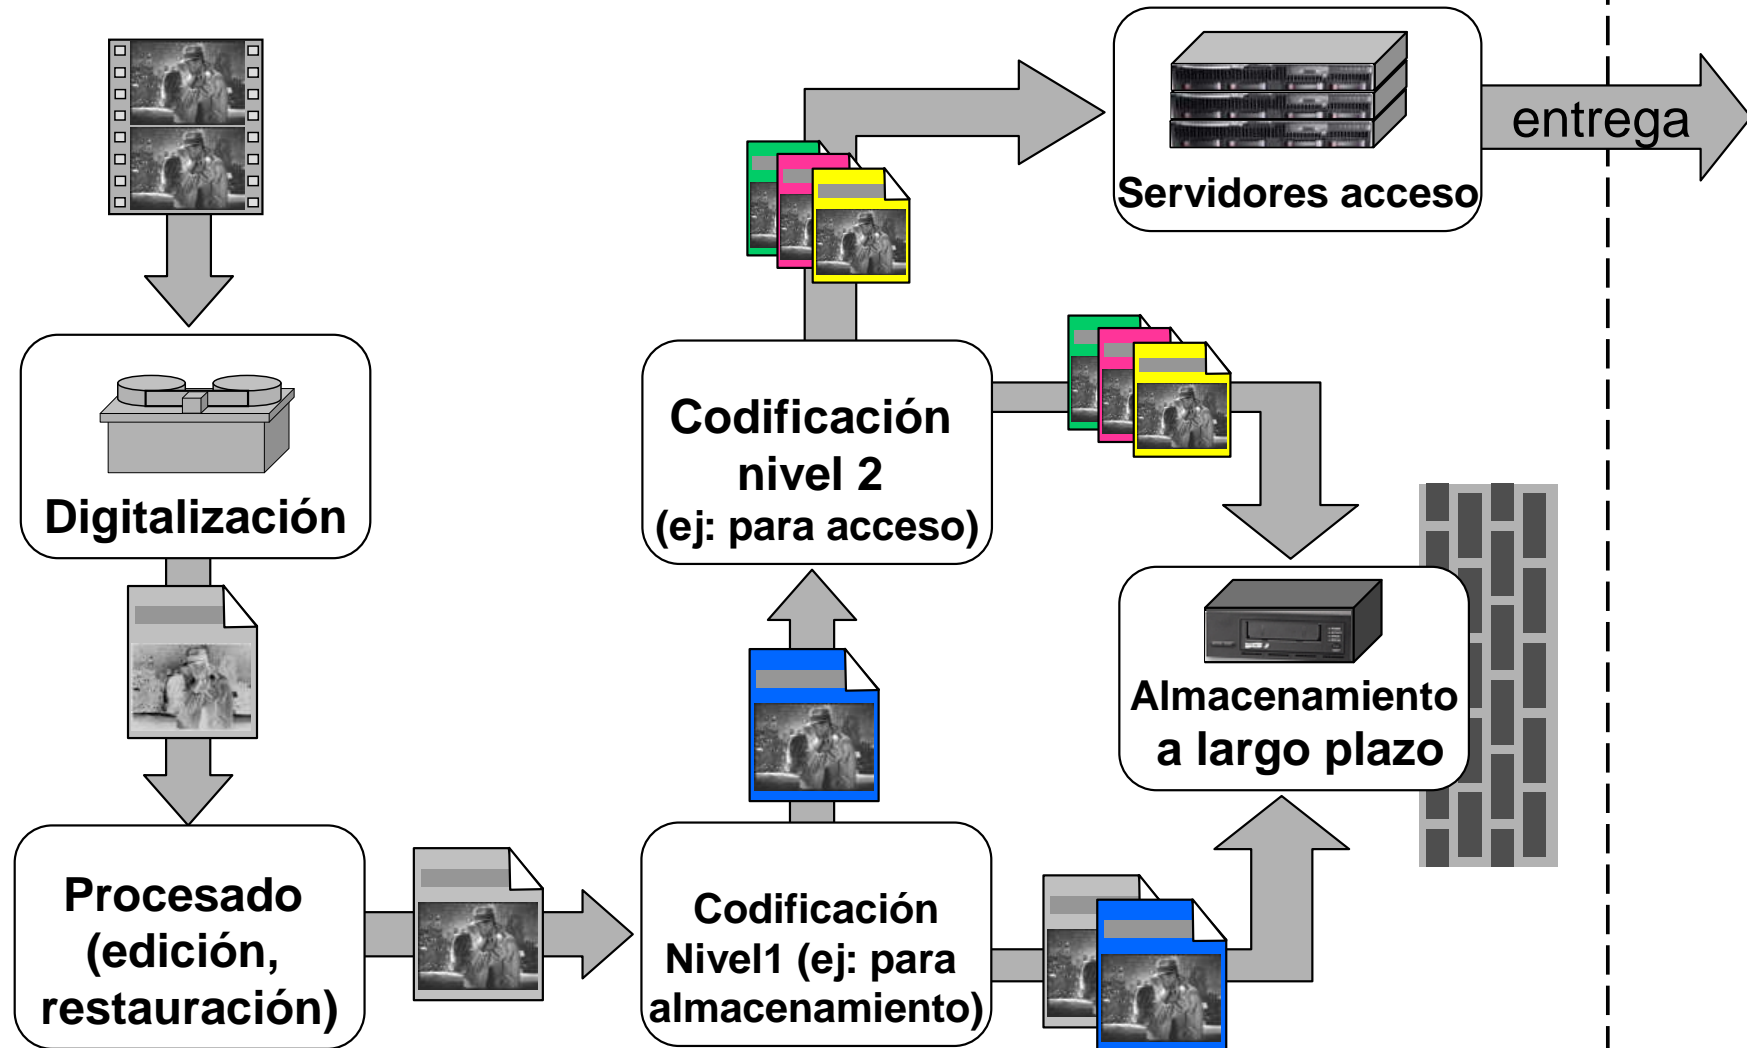 Servidores acceso
entrega
Digitalización
Codificación
nivel 2
(ej: para acceso)
Almacenamiento
a largo plazo
Procesado
(edición,
restauración)
Codificación
Nivel1 (ej: para
almacenamiento)